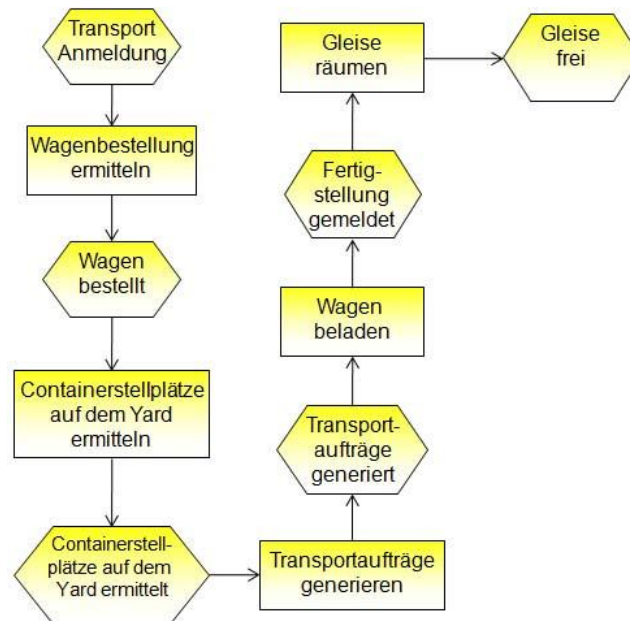 Transport
Anmeldung
Wagenbestellung
ermitteln
Wagen
bestellt
Containerstellplätze
auf dem Yard
ermitteln
Containerstell-
plätze auf dem
Yard ermittelt
Transportaufträge
generieren
Transport-
aufträge
generiert
Wagen
beladen
Fertig-
stellung
gemeldet
Gleise
räumen
Gleise
frei